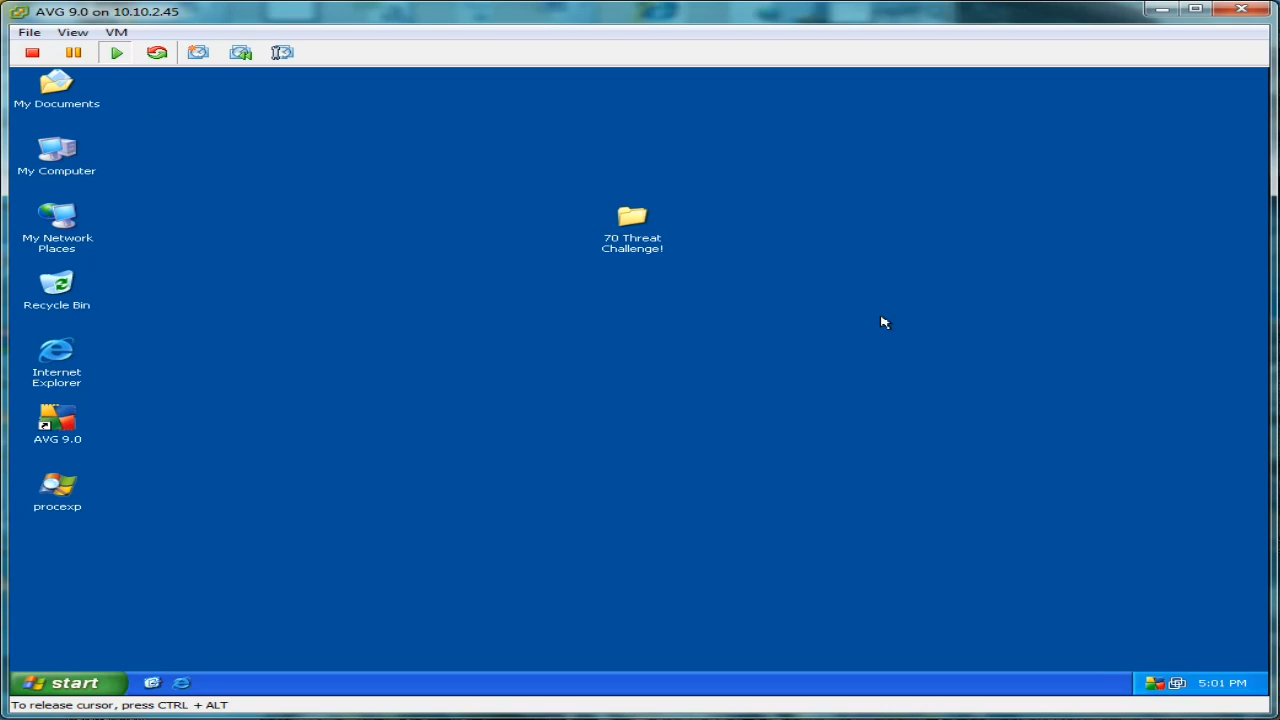 AVG 9.0 on 10.10.2.45
File View VM
My Documents
My Computer
My Network
Places
Recycle Bin
Internet
Explorer
AVG 9.0
procexp
70 Threat
Challenge!
start
5:01 PM
To release cursor, press CTRL + ALT